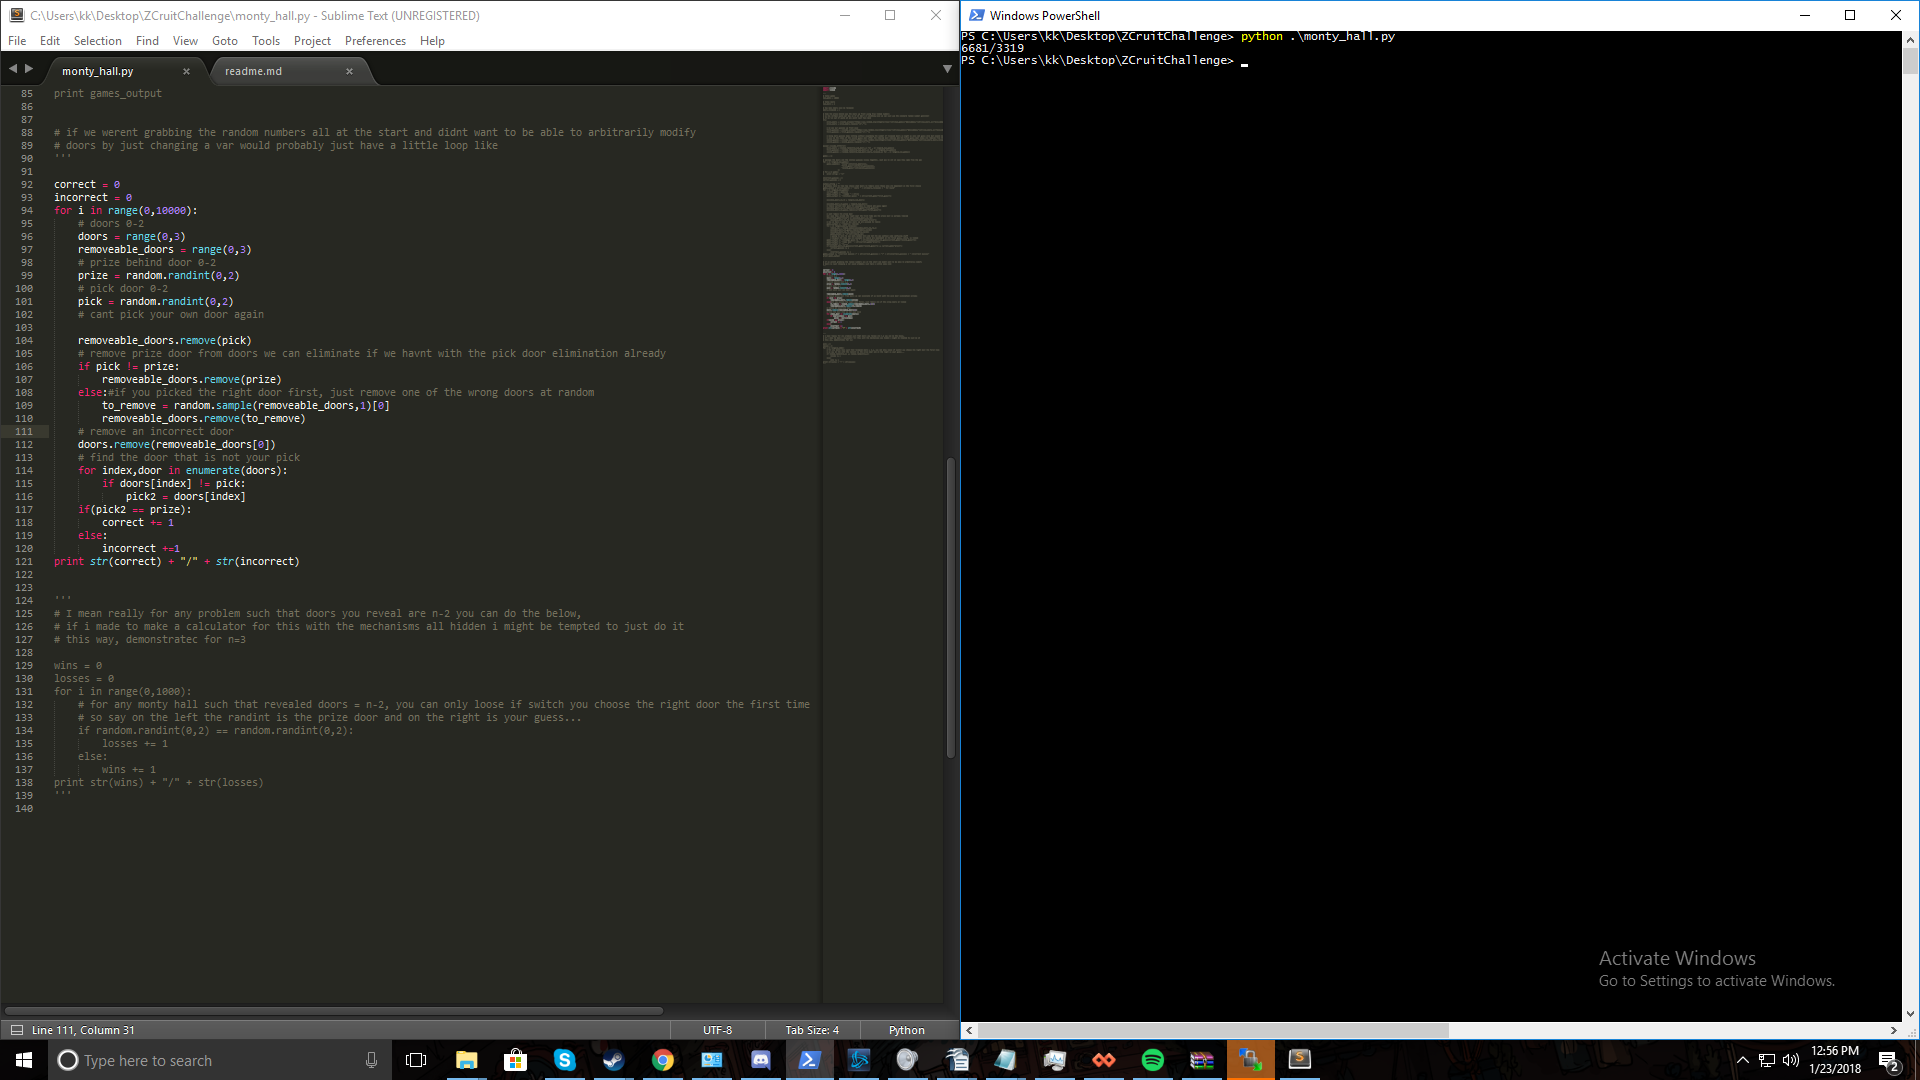 C:\Users\kk\Desktop\ZCruitChallenge\monty_hall.py - Sublime Text (UNREGISTERED)
File Edit Selection Find View Goto Tools Project Preferences Help
monty_hall.py × readme.md ×
85 print games_output
86
87
88 # if we werent grabbing the random numbers all at the start and didnt want to be able to arbitrarily modify
89 # doors by just changing a var would probably just have a little loop like
90 '''
91
92 correct = 0
93 incorrect = 0
94 for i in range(0,10000):
95 # doors 0-2
96 doors = range(0,3)
97 removeable_doors = range(0,3)
98 # prize behind door 0-2
99 prize = random.randint(0,2)
100 # pick door 0-2
101 pick = random.randint(0,2)
102 # cant pick your own door again
103
104 removeable_doors.remove(pick)
105 # remove prize door from doors we can eliminate if we havnt with the pick door elimination already
106 if pick != prize:
107 removeable_doors.remove(prize)
108 else:#if you picked the right door first, just remove one of the wrong doors at random
109 to_remove = random.sample(removeable_doors,1)[0]
110 removeable_doors.remove(to_remove)
111 # remove an incorrect door
112 doors.remove(removeable_doors[0])
113 # find the door that is not your pick
114 for index,door in enumerate(doors):
115 if doors[index] != pick:
116 pick2 = doors[index]
117 if(pick2 == prize):
118 correct += 1
119 else:
120 incorrect +=1
121 print str(correct) + "/" + str(incorrect)
122
123
124 '''
125 # I mean really for any problem such that doors you reveal are n-2 you can do the below,
126 # if i made to make a calculator for this with the mechanisms all hidden i might be tempted to just do it
127 # this way, demonstratec for n=3
128
129 wins = 0
130 losses = 0
131 for i in range(0,1000):
132 # for any monty hall such that revealed doors = n-2, you can only loose if switch you choose the right door the first time
133 # so say on the left the randint is the prize door and on the right is your guess...
134 if random.randint(0,2) == random.randint(0,2):
135 losses += 1
136 else:
137 wins += 1
138 print str(wins) + "/" + str(losses)
139 '''
140
Line 111, Column 31 UTF-8 Tab Size: 4 Python
Windows PowerShell
PS C:\Users\kk\Desktop\ZCruitChallenge> python .\monty_hall.py
6681/3319
PS C:\Users\kk\Desktop\ZCruitChallenge>
Activate Windows
Go to Settings to activate Windows.
Type here to search
12:56 PM
1/23/2018
2